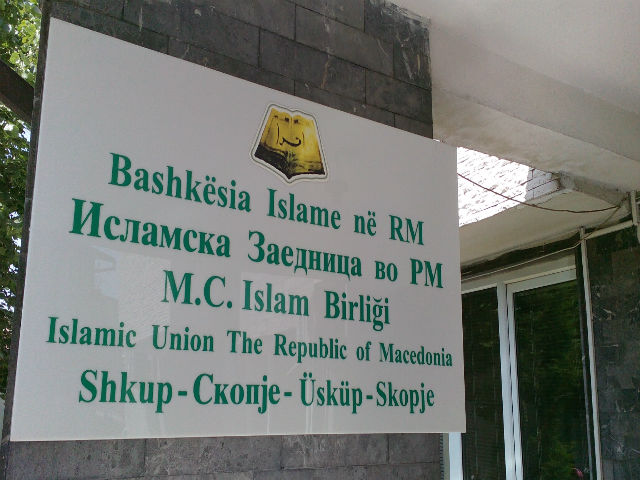 اقرأ
Bashkësia Islame në RM
Исламска Заедница во РМ
M.C. Islam Birliği
Islamic Union The Republic of Macedonia
Shkup - Скопје - Üsküp - Skopje